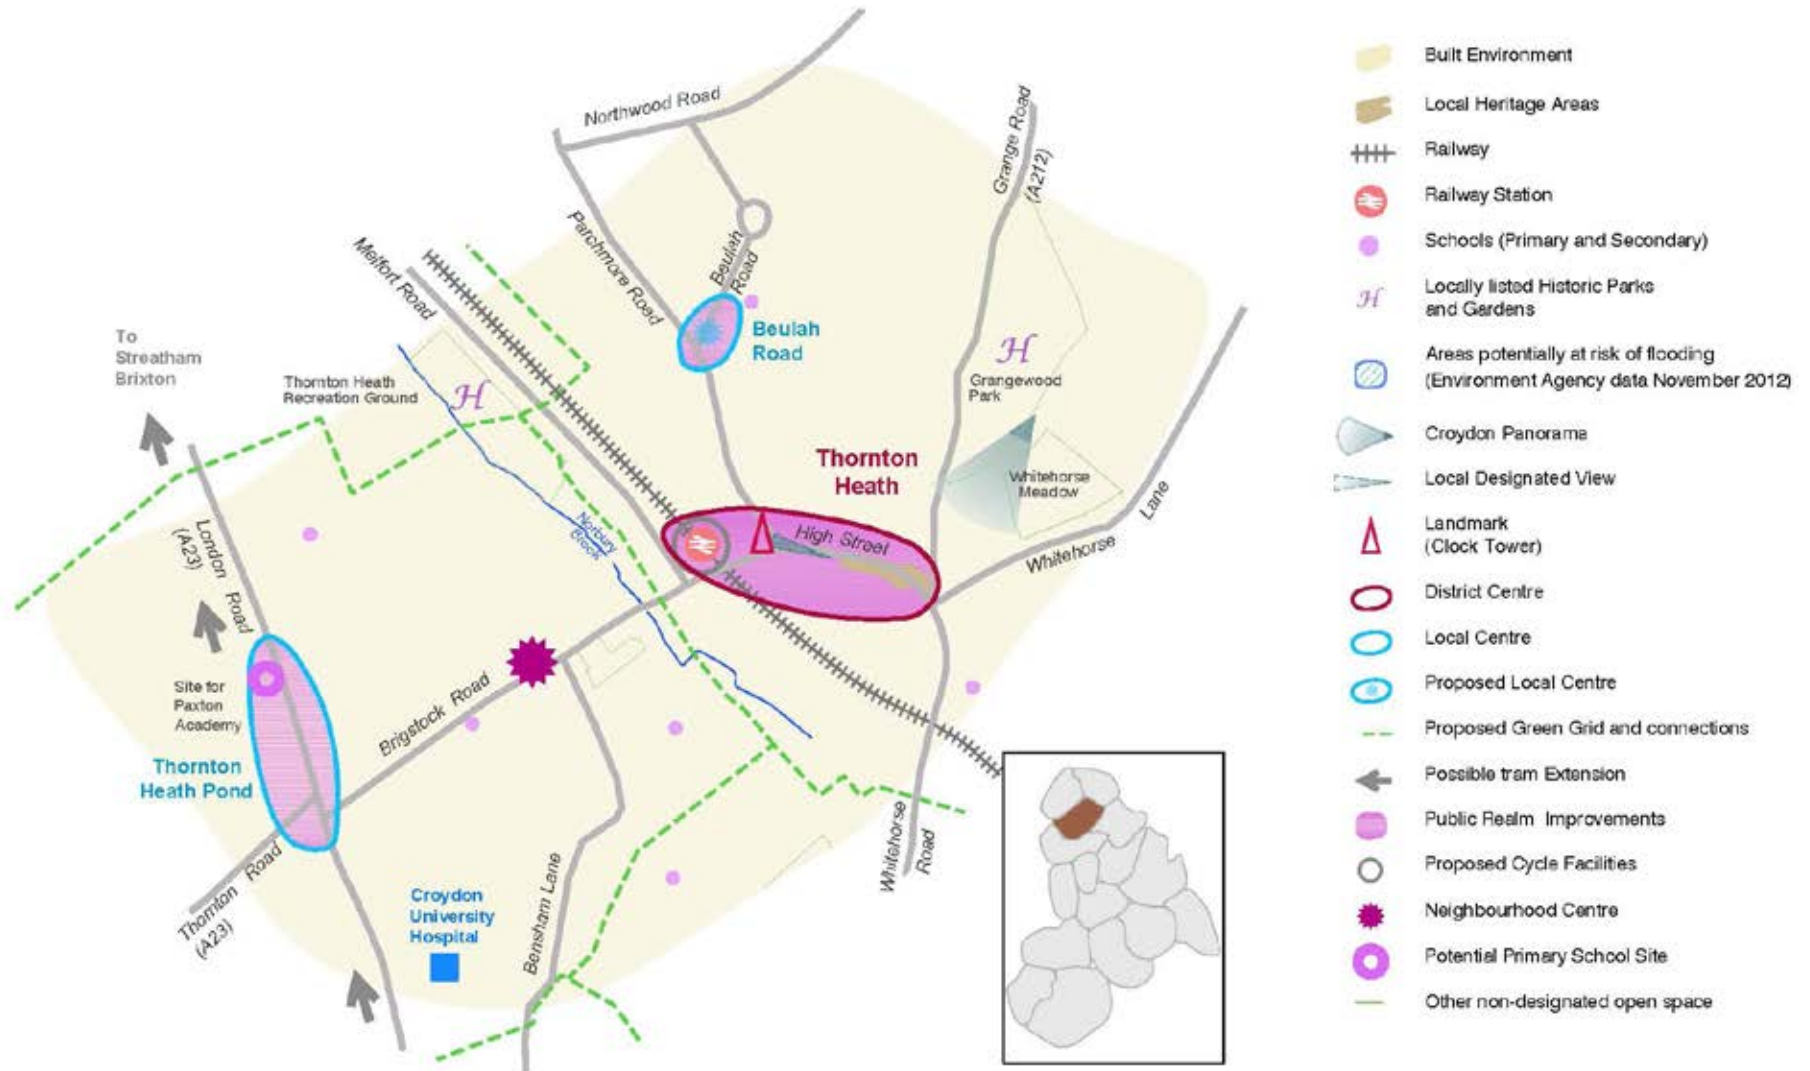 Northwood Road
Grange Road
(A212)
Parchmore Road
Beulah
Road
Melfort Road
Beulah
Road
To
Streatham
Brixton
Thornton Heath
Recreation Ground
H
H
Grangewood
Park
Thornton
Heath
Whitehorse
Meadow
High Street
Whitehorse
Lane
Norbury
Brook
London
Road
(A23)
Site for
Paxton
Academy
Brigstock Road
Thornton
Heath Pond
Thornton Road
(A23)
Croydon
University
Hospital
Bensham Lane
Whitehorse
Road
Built Environment
Local Heritage Areas
Railway
Railway Station
Schools (Primary and Secondary)
H
Locally listed Historic Parks
and Gardens
Areas potentially at risk of flooding
(Environment Agency data November 2012)
Croydon Panorama
Local Designated View
Landmark
(Clock Tower)
District Centre
Local Centre
Proposed Local Centre
Proposed Green Grid and connections
Possible tram Extension
Public Realm Improvements
Proposed Cycle Facilities
Neighbourhood Centre
Potential Primary School Site
Other non-designated open space